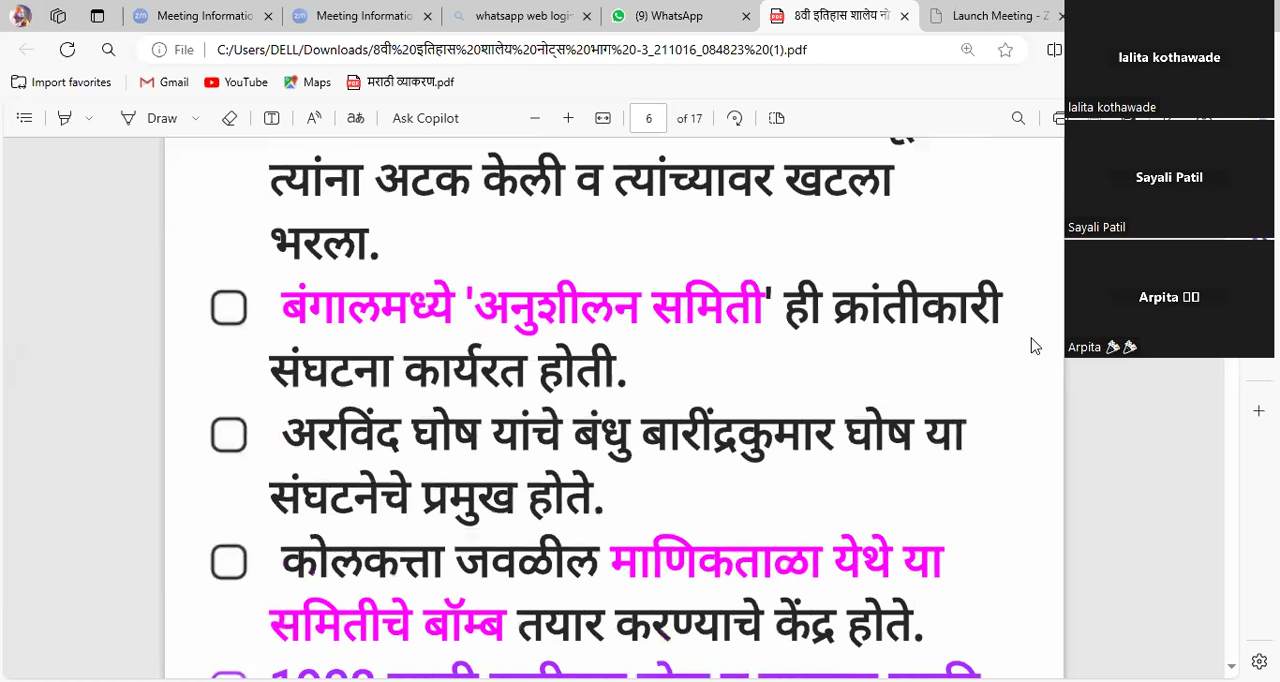 Meeting Informatio
Meeting Informatio
whatsapp web login
(9) WhatsApp
8वी इतिहास शालेय नो
Launch Meeting - Z
File
C:/Users/DELL/Downloads/8वी%20इतिहास%20शालेय%20नोट्स%20भाग%20-3_211016_084823%20(1).pdf
Import favorites
Gmail
YouTube
Maps
मराठी व्याकरण.pdf
Draw
aあ
Ask Copilot
6 of 17
त्यांना अटक केली व त्यांच्यावर खटला
भरला.
बंगालमध्ये 'अनुशीलन समिती' ही क्रांतीकारी
संघटना कार्यरत होती.
अरविंद घोष यांचे बंधु बारींद्रकुमार घोष या
संघटनेचे प्रमुख होते.
कोलकत्ता जवळील माणिकताळा येथे या
समितीचे बॉम्ब तयार करण्याचे केंद्र होते.
lalita kothawade
lalita kothawade
Sayali Patil
Sayali Patil
Arpita
Arpita